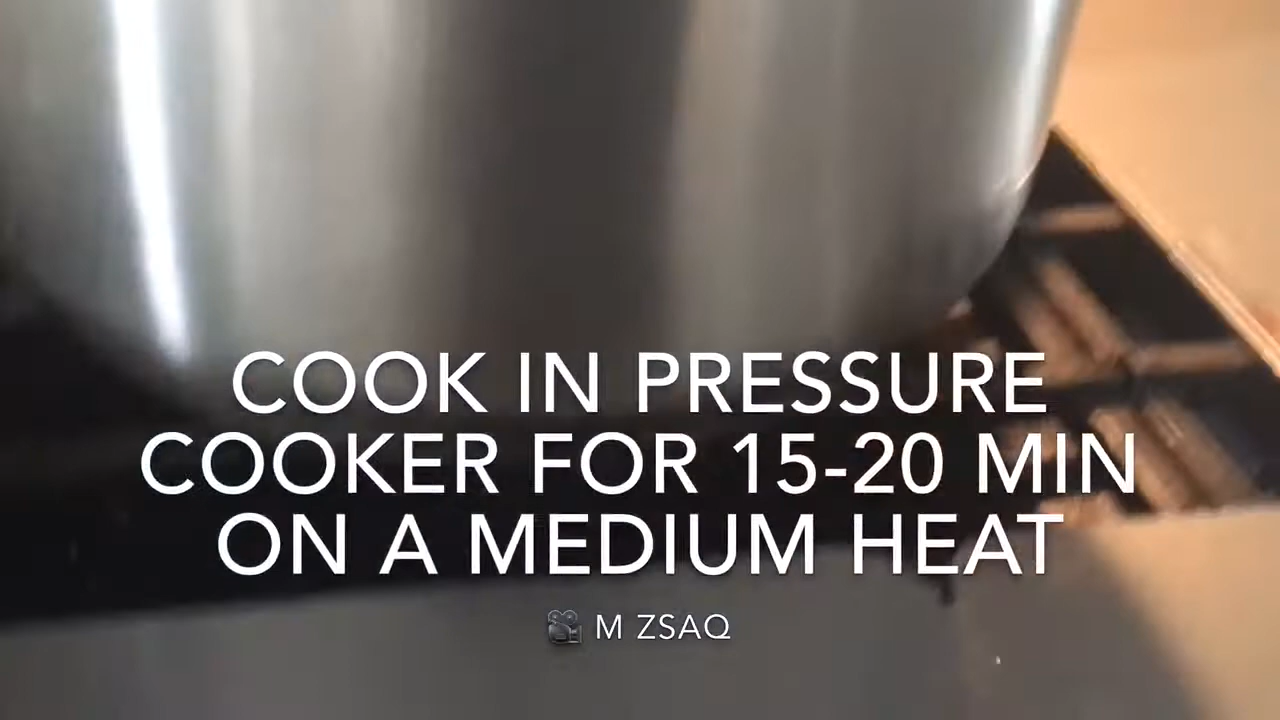 COOK IN PRESSURE
COOKER FOR 15-20 MIN
ON A MEDIUM HEAT
🎥 M ZSAQ